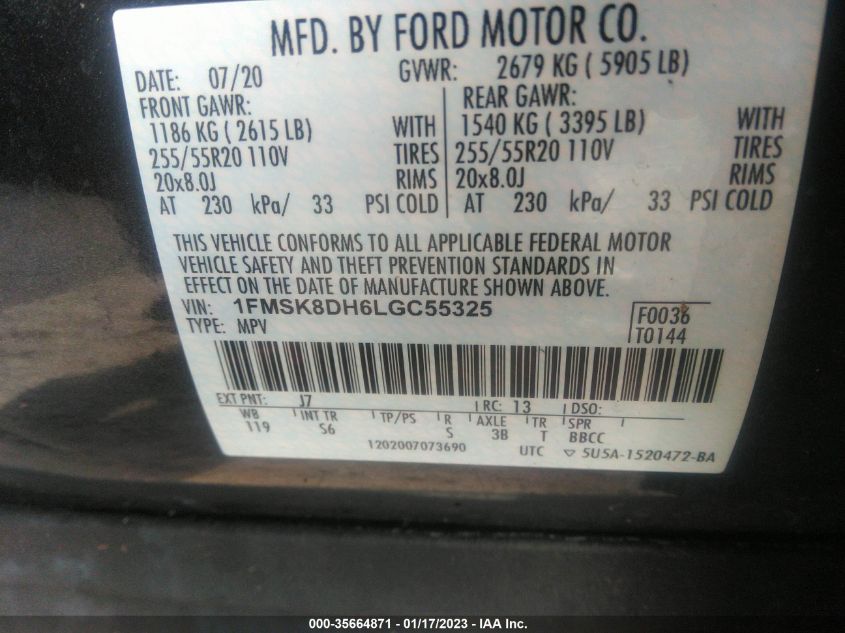 MFD. BY FORD MOTOR CO.
DATE: 07/20 GVWR: 2679 KG ( 5905 LB)
FRONT GAWR: REAR GAWR:
1186 KG ( 2615 LB) WITH 1540 KG ( 3395 LB) WITH
255/55R20 110V TIRES 255/55R20 110V TIRES
20x8.0J RIMS 20x8.0J RIMS
AT 230 kPa/ 33 PSI COLD AT 230 kPa/ 33 PSI COLD
THIS VEHICLE CONFORMS TO ALL APPLICABLE FEDERAL MOTOR
VEHICLE SAFETY AND THEFT PREVENTION STANDARDS IN
EFFECT ON THE DATE OF MANUFACTURE SHOWN ABOVE.
VIN: 1FMSK8DH6LGC55325 F0036
TYPE: MPV T0144
EXT PNT: J7 RC: 13 DSO:
WB INT TR TP/PS R AXLE TR SPR
119 S6 S 3B T BBCC
1202007073690 UTC ▽ 5U5A-1520472-BA
000-35664871 - 01/17/2023 - IAA Inc.